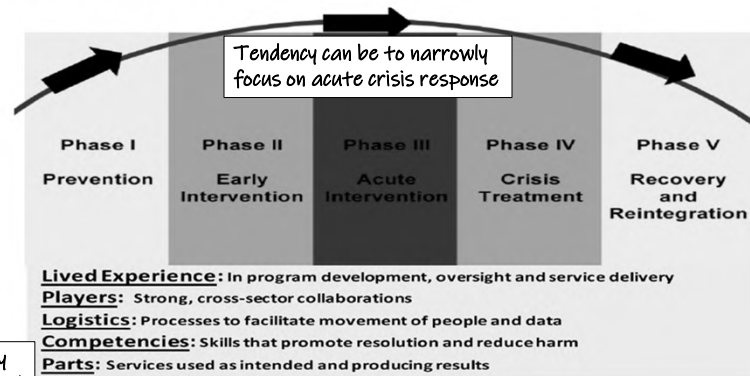 Tendency can be to narrowly
focus on acute crisis response
Phase I
Prevention
Phase II
Early
Intervention
Phase III
Acute
Intervention
Phase IV
Crisis
Treatment
Phase V
Recovery
and
Reintegration
Lived Experience: In program development, oversight and service delivery
Players: Strong, cross-sector collaborations
Logistics: Processes to facilitate movement of people and data
Competencies: Skills that promote resolution and reduce harm
Parts: Services used as intended and producing results